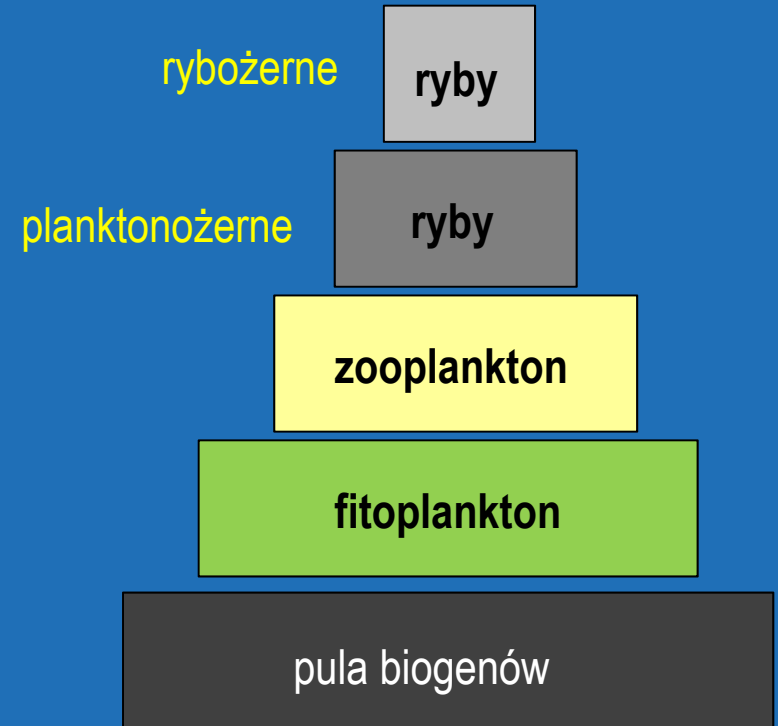 rybożerne
ryby
planktonożerne
ryby
zooplankton
fitoplankton
pula biogenów